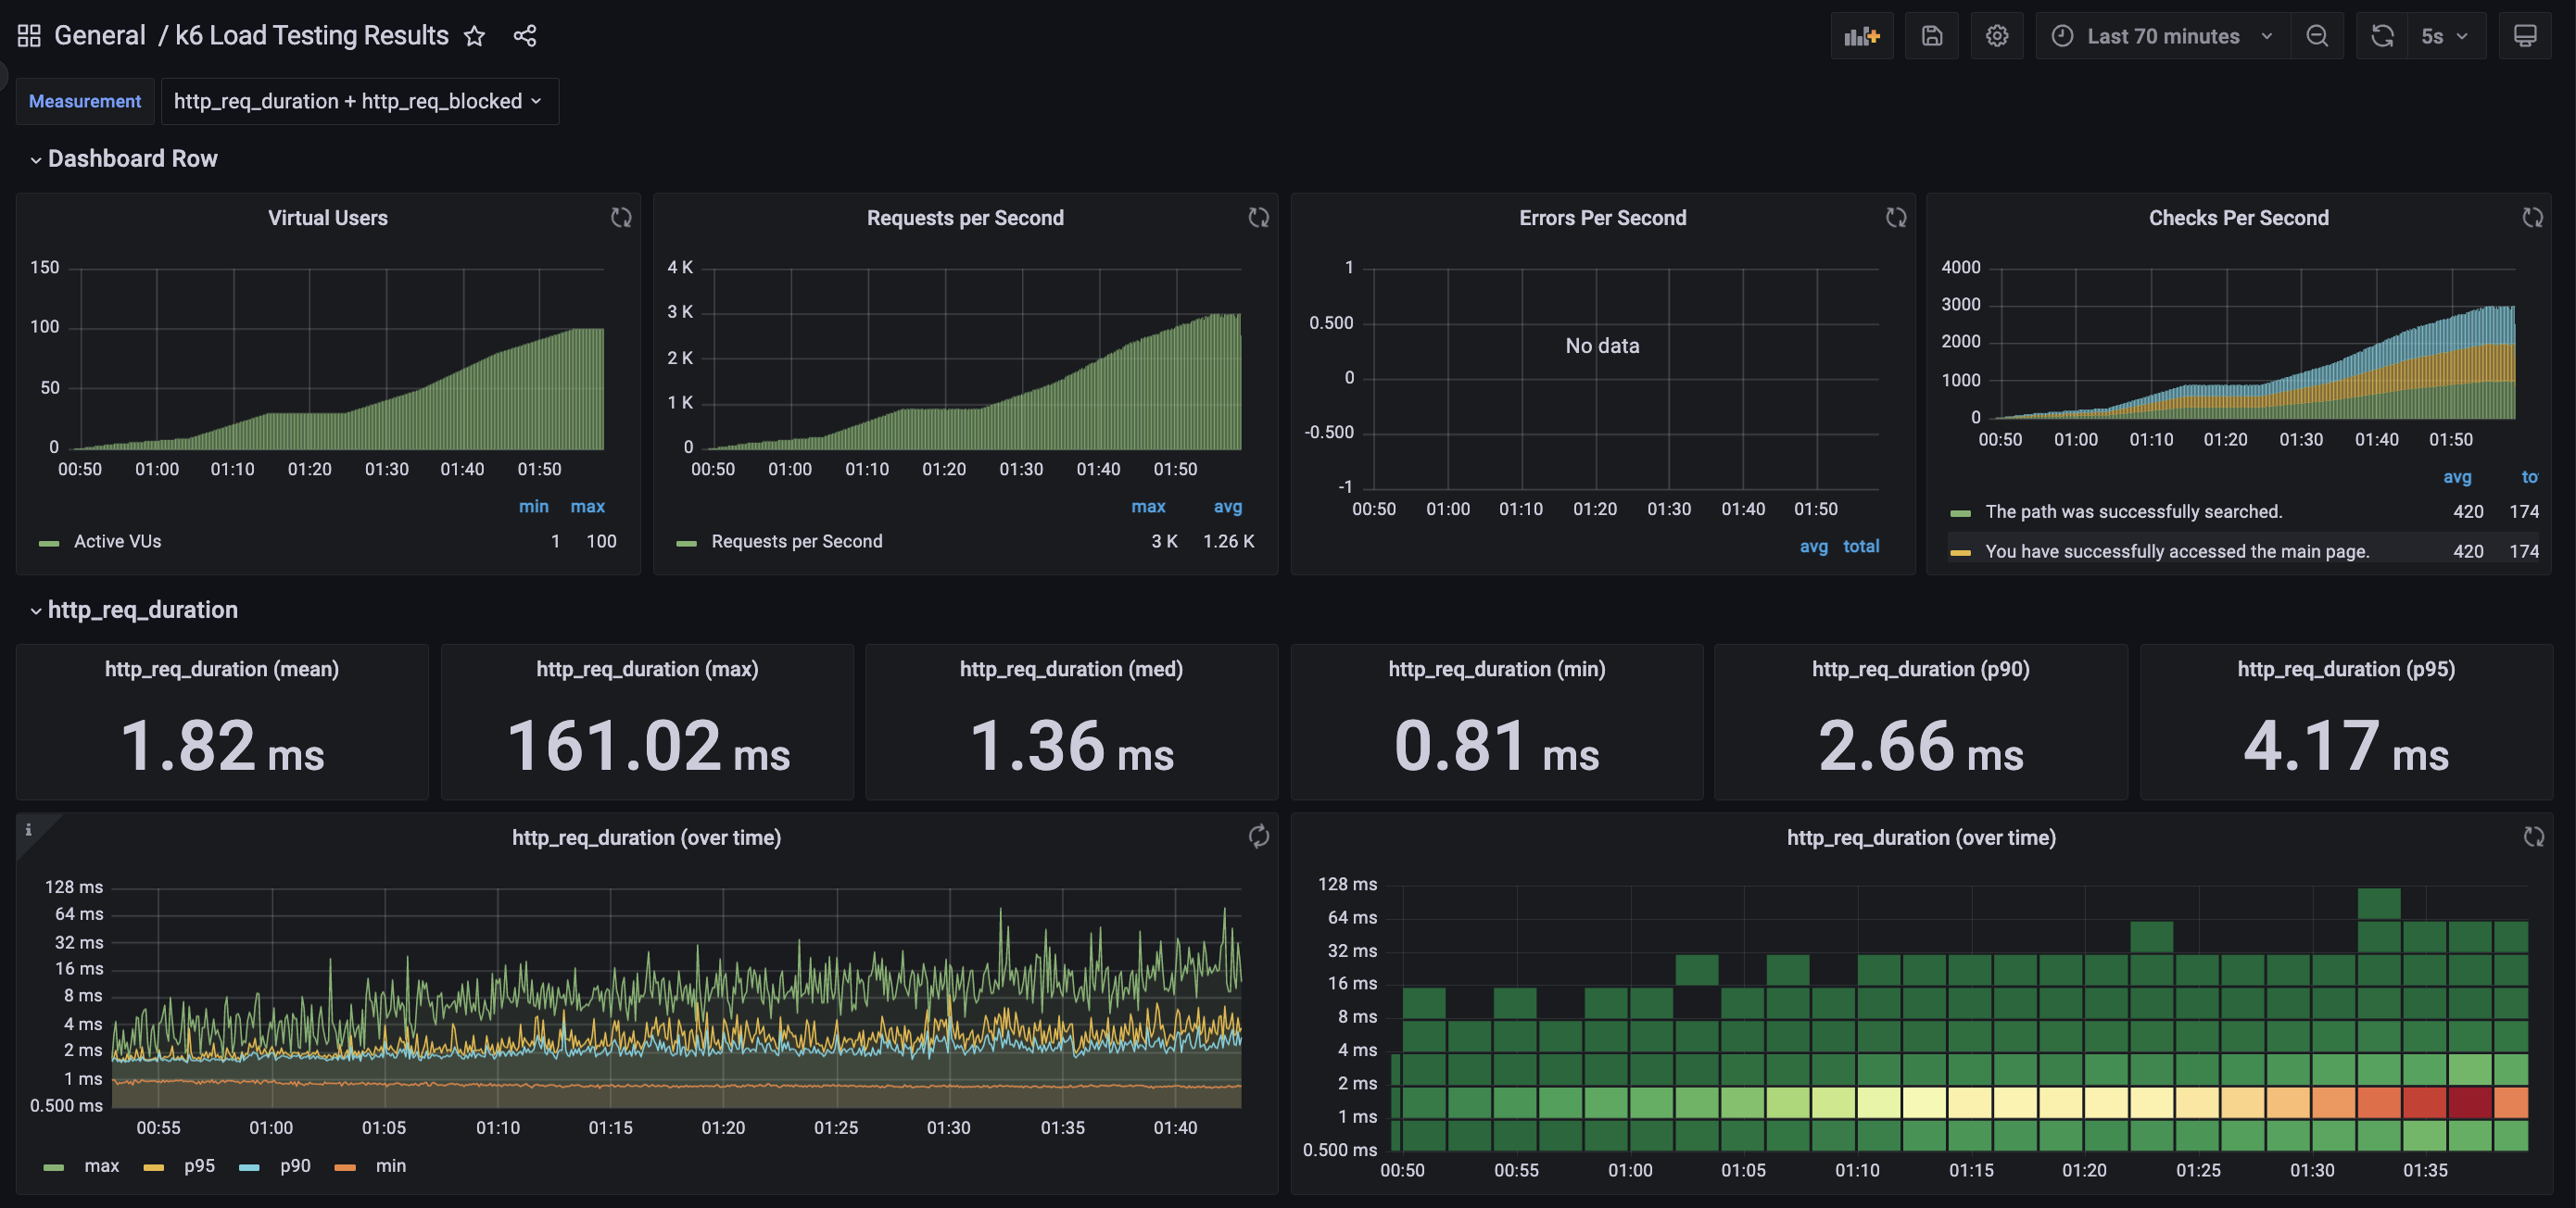 General / k6 Load Testing Results
Last 70 minutes
5s
Measurement
http_req_duration + http_req_blocked
Dashboard Row
Virtual Users
150
100
50
0
00:50 01:00 01:10 01:20 01:30 01:40 01:50
min max
Active VUs 1 100
Requests per Second
4 K
3 K
2 K
1 K
0
00:50 01:00 01:10 01:20 01:30 01:40 01:50
max avg
Requests per Second 3 K 1.26 K
Errors Per Second
1
0.500
0
-0.500
-1
No data
00:50 01:00 01:10 01:20 01:30 01:40 01:50
avg total
Checks Per Second
4000
3000
2000
1000
0
00:50 01:00 01:10 01:20 01:30 01:40 01:50
avg to
The path was successfully searched. 420 174
You have successfully accessed the main page. 420 174
http_req_duration
http_req_duration (mean)
1.82 ms
http_req_duration (max)
161.02 ms
http_req_duration (med)
1.36 ms
http_req_duration (min)
0.81 ms
http_req_duration (p90)
2.66 ms
http_req_duration (p95)
4.17 ms
i
http_req_duration (over time)
128 ms
64 ms
32 ms
16 ms
8 ms
4 ms
2 ms
1 ms
0.500 ms
00:55 01:00 01:05 01:10 01:15 01:20 01:25 01:30 01:35 01:40
max p95 p90 min
http_req_duration (over time)
128 ms
64 ms
32 ms
16 ms
8 ms
4 ms
2 ms
1 ms
0.500 ms
00:50 00:55 01:00 01:05 01:10 01:15 01:20 01:25 01:30 01:35